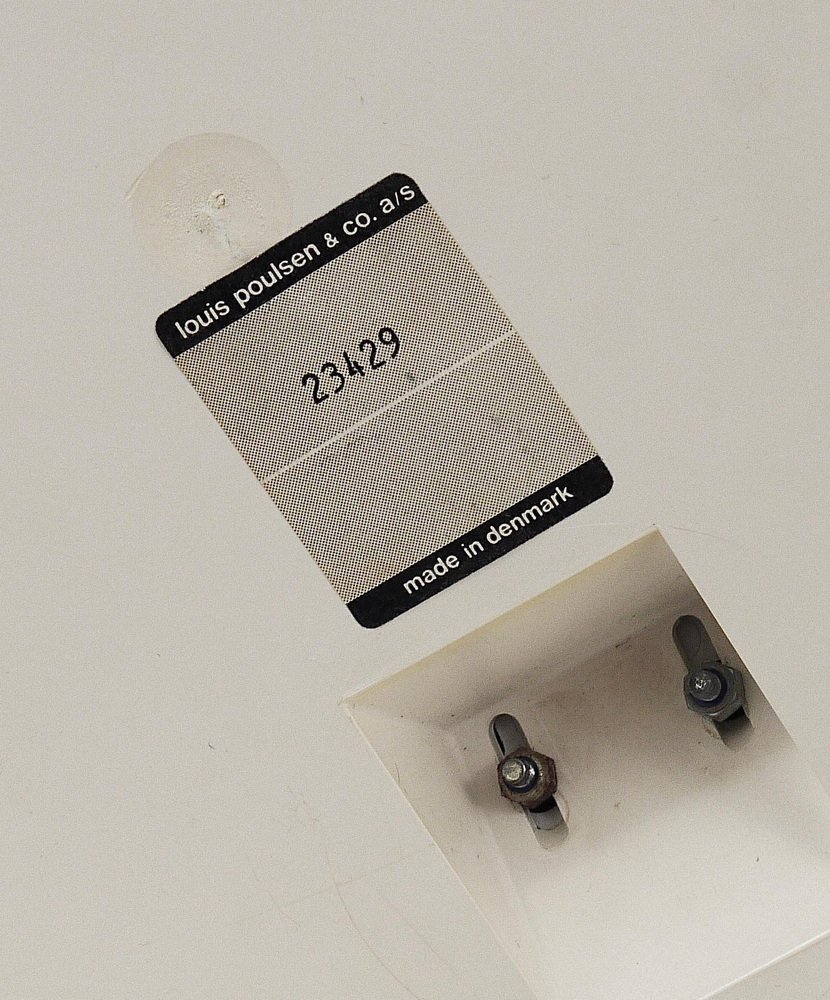 louis poulsen & co. a/s
23429
made in denmark